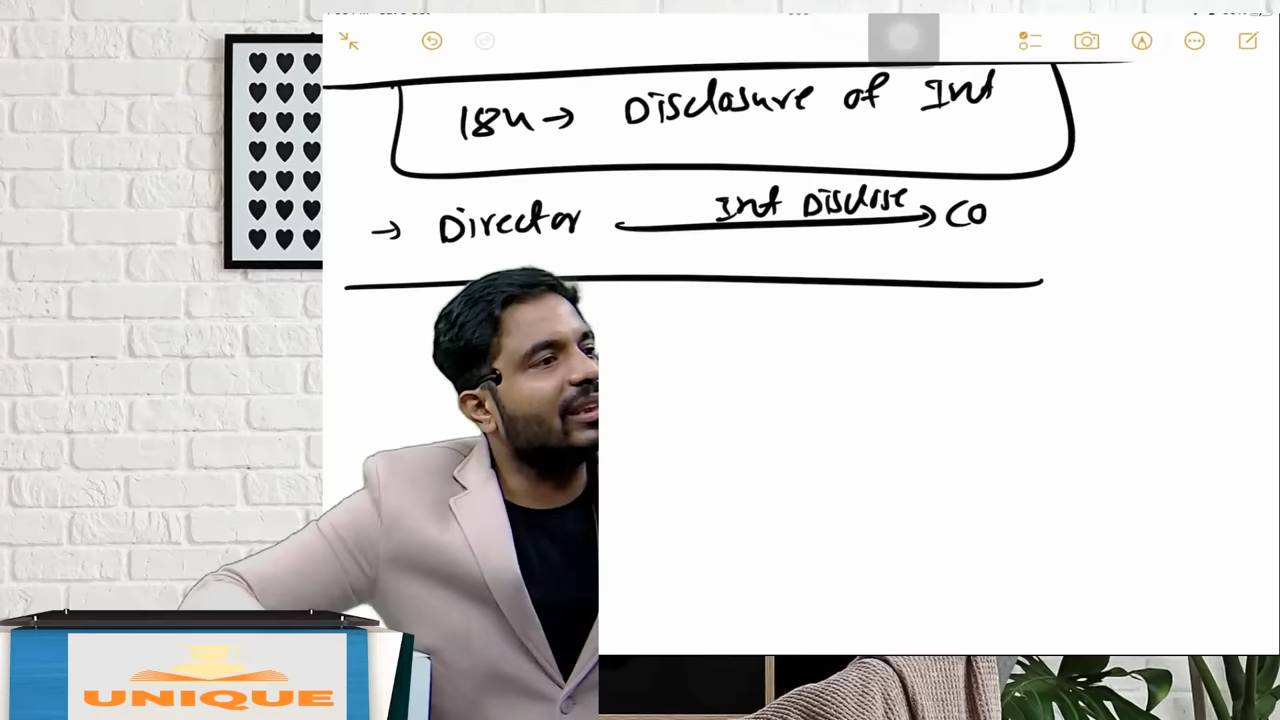 184 → Disclosure of Int
→ Director Int Disclose → CO
UNIQUE